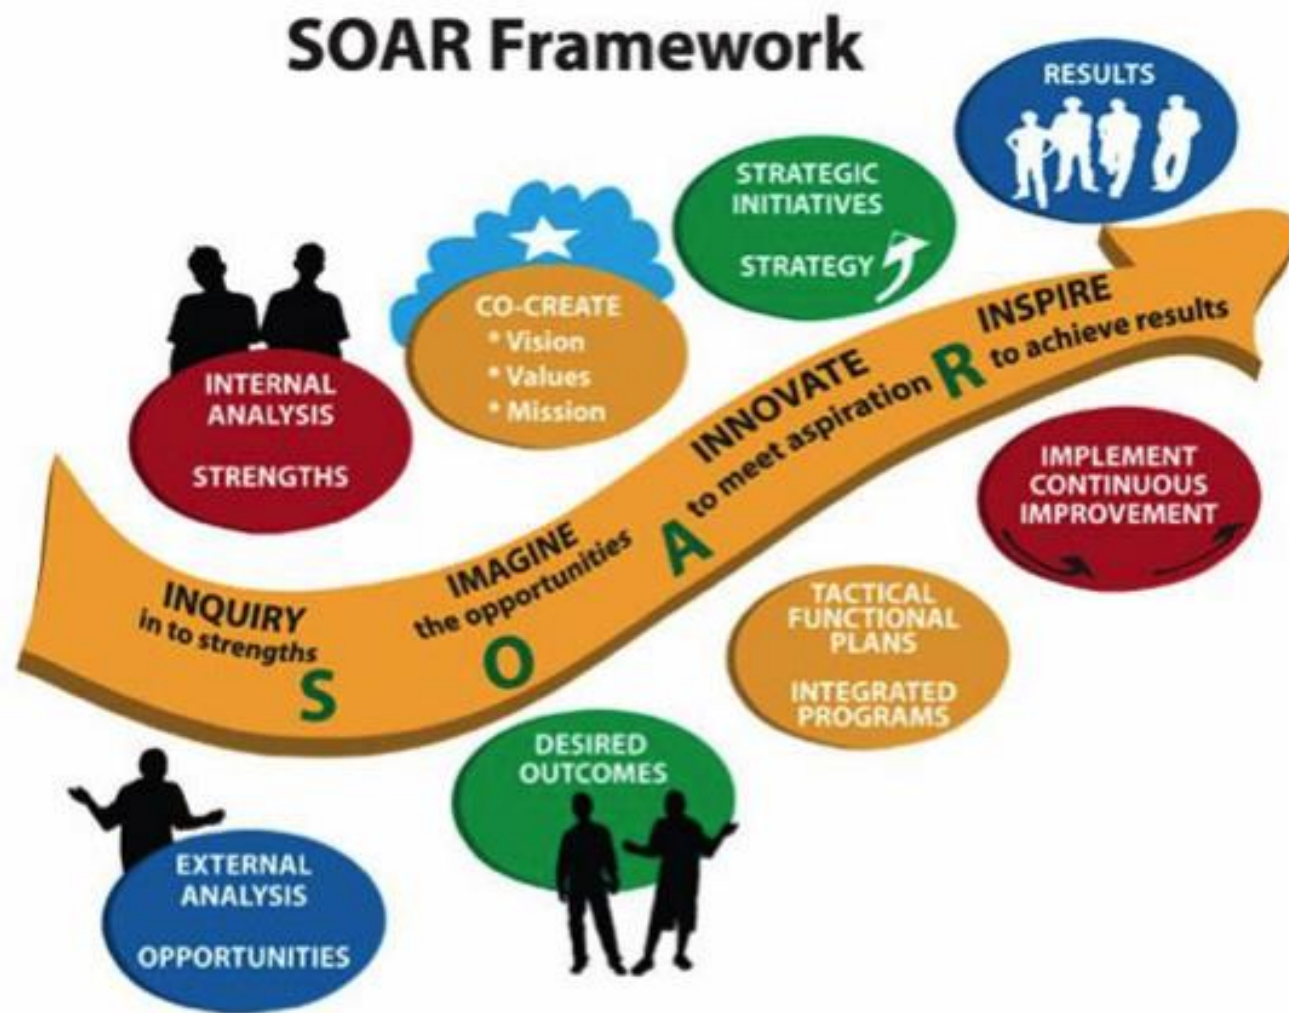 SOAR Framework
RESULTS
STRATEGIC
INITIATIVES
STRATEGY
CO-CREATE
* Vision
* Values
* Mission
INTERNAL
ANALYSIS
STRENGTHS
INQUIRY
in to strengths
S
IMAGINE
the opportunities
O
A
INNOVATE
to meet aspiration
R
INSPIRE
to achieve results
IMPLEMENT
CONTINUOUS
IMPROVEMENT
TACTICAL
FUNCTIONAL
PLANS
INTEGRATED
PROGRAMS
DESIRED
OUTCOMES
EXTERNAL
ANALYSIS
OPPORTUNITIES